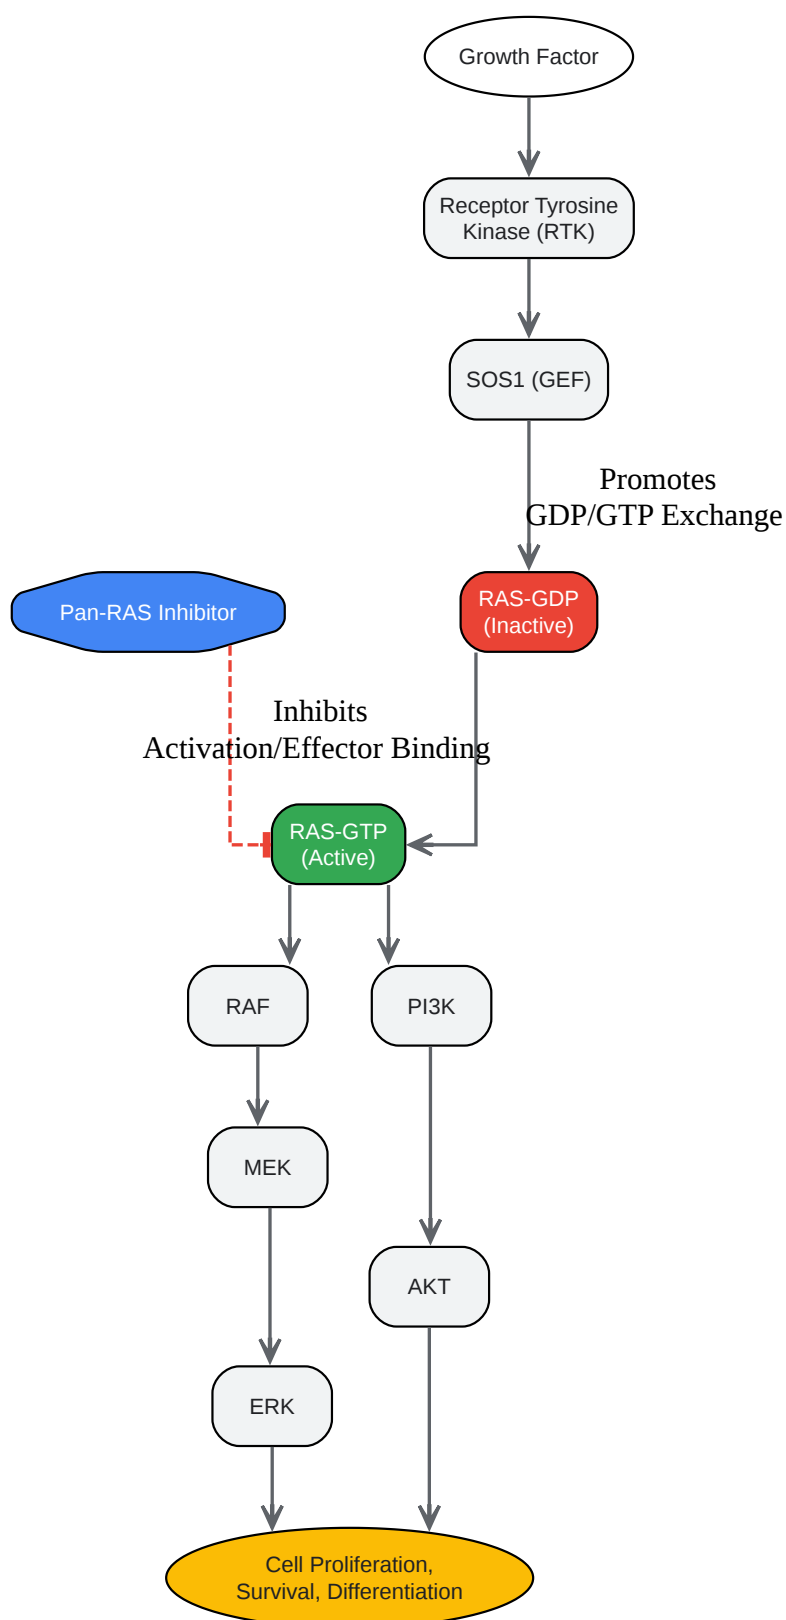 Growth Factor
Receptor Tyrosine
Kinase (RTK)
SOS1 (GEF)
Promotes
GDP/GTP Exchange
Pan-RAS Inhibitor
RAS-GDP
(Inactive)
Inhibits
Activation/Effector Binding
RAS-GTP
(Active)
RAF
PI3K
MEK
AKT
ERK
Cell Proliferation,
Survival, Differentiation